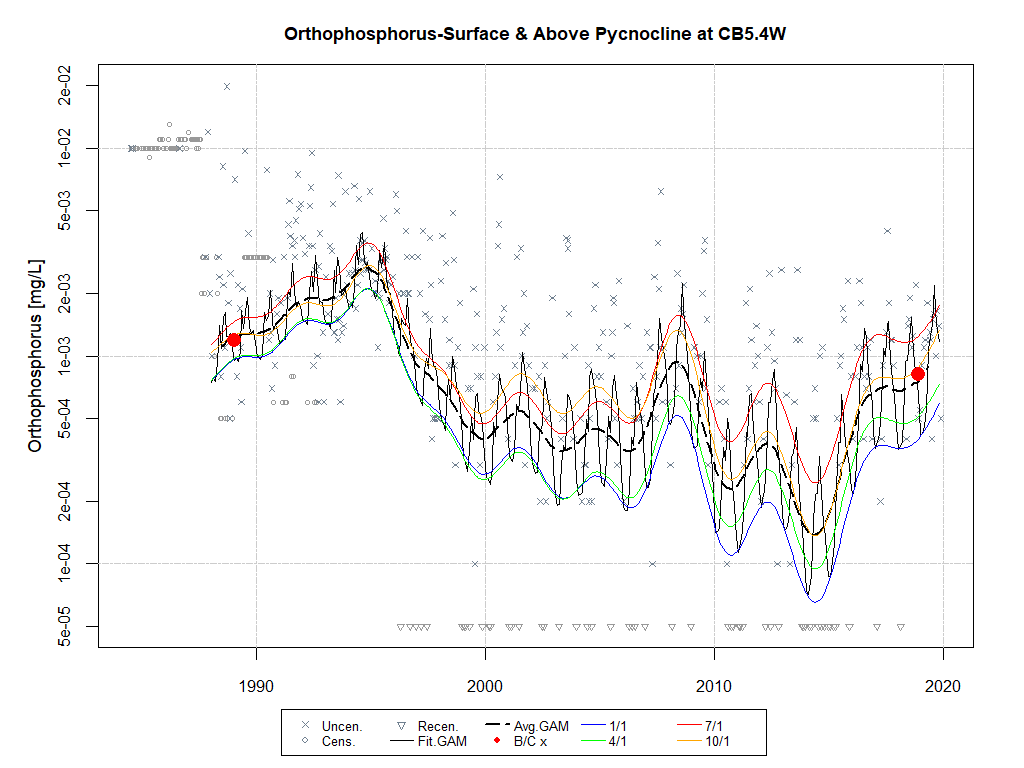 Orthophosphorus-Surface & Above Pycnocline at CB5.4W
Orthophosphorus [mg/L]
2e-02
1e-02
5e-03
2e-03
1e-03
5e-04
2e-04
1e-04
5e-05
1990 2000 2010 2020
Uncen. Recen. Avg.GAM 1/1 7/1
Cens. Fit.GAM B/C x 4/1 10/1